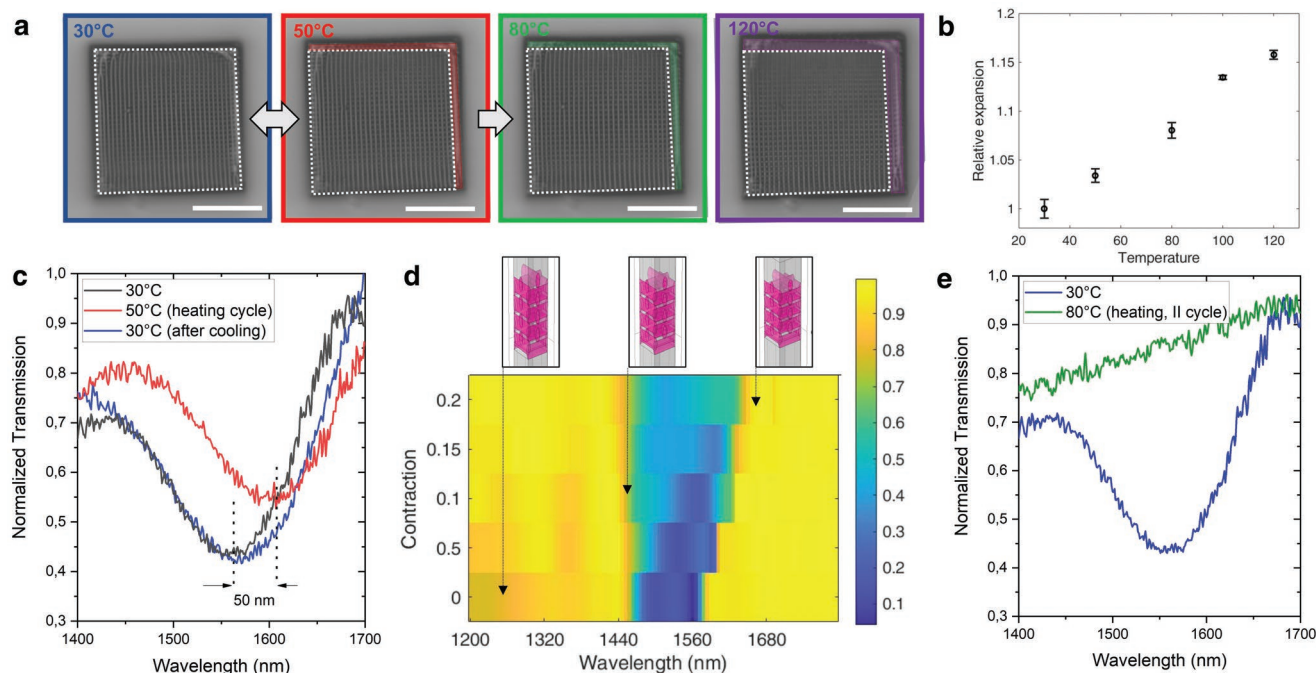 a
30°C
50°C
80°C
120°C
b
Relative expansion
1.15
1.1
1.05
1
20 40 60 80 100 120
Temperature
c
Normalized Transmission
1,0
0,9
0,8
0,7
0,6
0,5
0,4
0,3
30°C
50°C (heating cycle)
30°C (after cooling)
50 nm
1400 1500 1600 1700
Wavelength (nm)
d
Contraction
0.2
0.15
0.1
0.5
0
1200 1320 1440 1560 1680
Wavelength (nm)
0.9
0.8
0.7
0.6
0.5
0.4
0.3
0.2
0.1
e
Normalized Transmission
1,0
0,9
0,8
0,7
0,6
0,5
0,4
0,3
30°C
80°C (heating, II cycle)
1400 1500 1600 1700
Wavelength (nm)